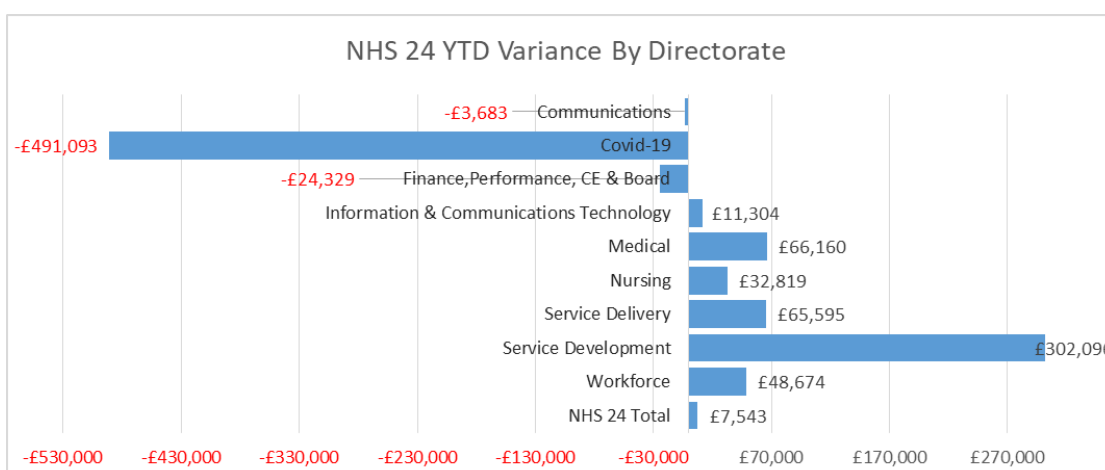 NHS 24 YTD Variance By Directorate
-£3,683 Communications
-£491,093 Covid-19
-£24,329 Finance,Performance, CE & Board
Information & Communications Technology £11,304
Medical £66,160
Nursing £32,819
Service Delivery £65,595
Service Development £302,096
Workforce £48,674
NHS 24 Total £7,543
-£530,000 -£430,000 -£330,000 -£230,000 -£130,000 -£30,000 £70,000 £170,000 £270,000